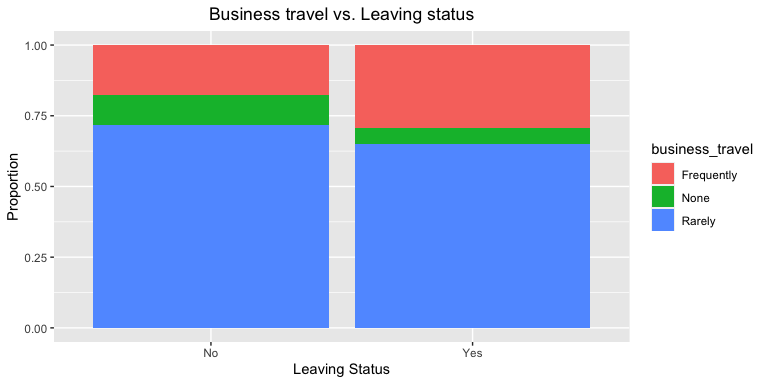 Business travel vs. Leaving status
1.00
0.75
0.50
0.25
0.00
Proportion
No
Yes
Leaving Status
business_travel
Frequently
None
Rarely